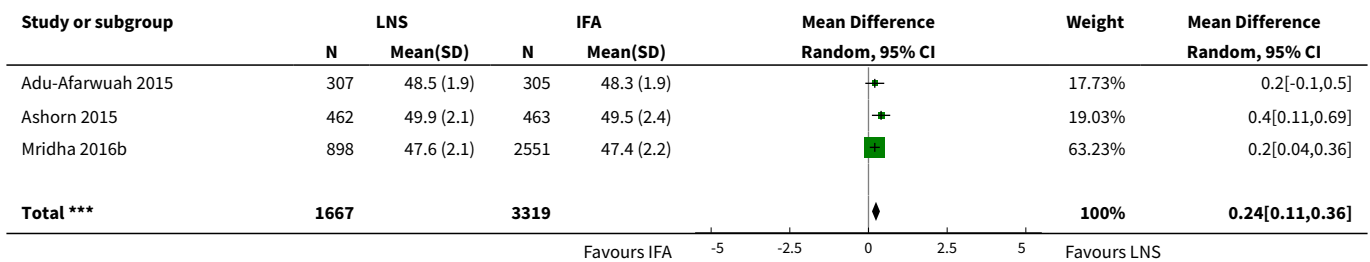 Study or subgroup LNS IFA Mean Difference Weight Mean Difference
N Mean(SD) N Mean(SD) Random, 95% CI Random, 95% CI
Adu-Afarwuah 2015 307 48.5 (1.9) 305 48.3 (1.9) 17.73% 0.2[-0.1,0.5]
Ashorn 2015 462 49.9 (2.1) 463 49.5 (2.4) 19.03% 0.4[0.11,0.69]
Mridha 2016b 898 47.6 (2.1) 2551 47.4 (2.2) 63.23% 0.2[0.04,0.36]
Total *** 1667 3319 100% 0.24[0.11,0.36]
Favours IFA -5 -2.5 0 2.5 5 Favours LNS